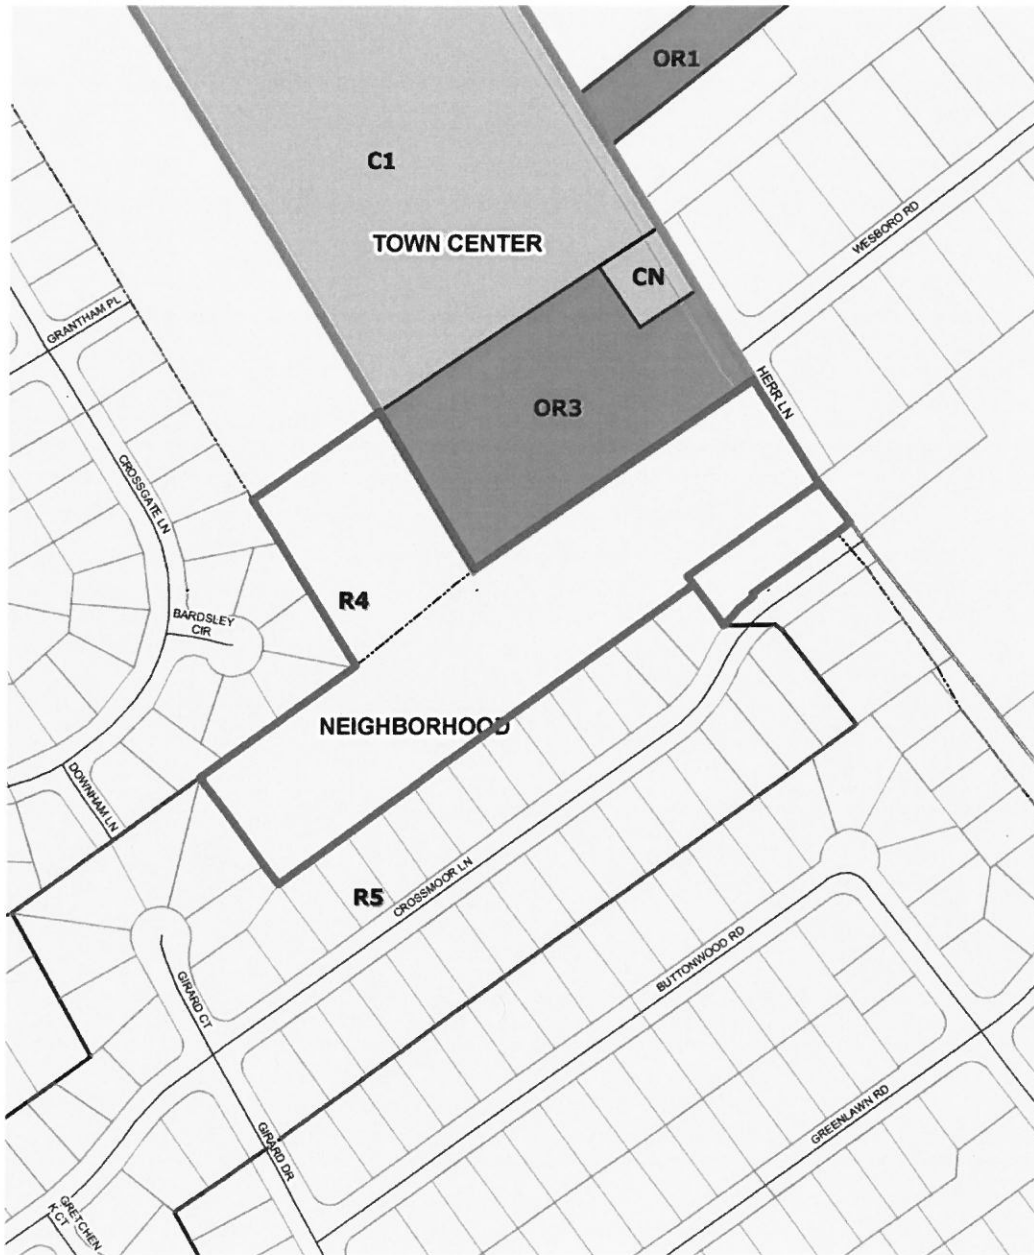 OR1
C1
TOWN CENTER
WESBORO RD
CN
GRANTHAM PL
HERR LN
OR3
CROSSGATE LN
R4
BARDSLEY
CIR
NEIGHBORHOOD
DOWNHAM LN
R5
CROSSMOOR LN
BUTTONWOOD RD
GIRARD CT
GREENLAWN RD
GIRARD DR
GRETCHEN
K CT